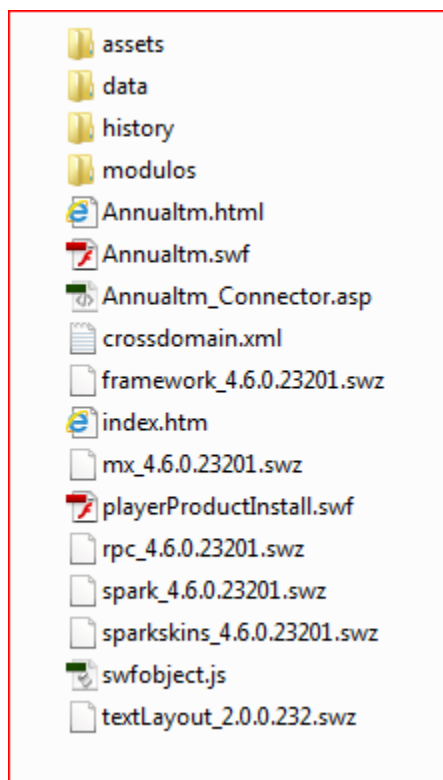 assets
data
history
modulos
Annualtm.html
Annualtm.swf
Annualtm_Connector.asp
crossdomain.xml
framework_4.6.0.23201.swz
index.htm
mx_4.6.0.23201.swz
playerProductInstall.swf
rpc_4.6.0.23201.swz
spark_4.6.0.23201.swz
sparkskins_4.6.0.23201.swz
swfobject.js
textLayout_2.0.0.232.swz